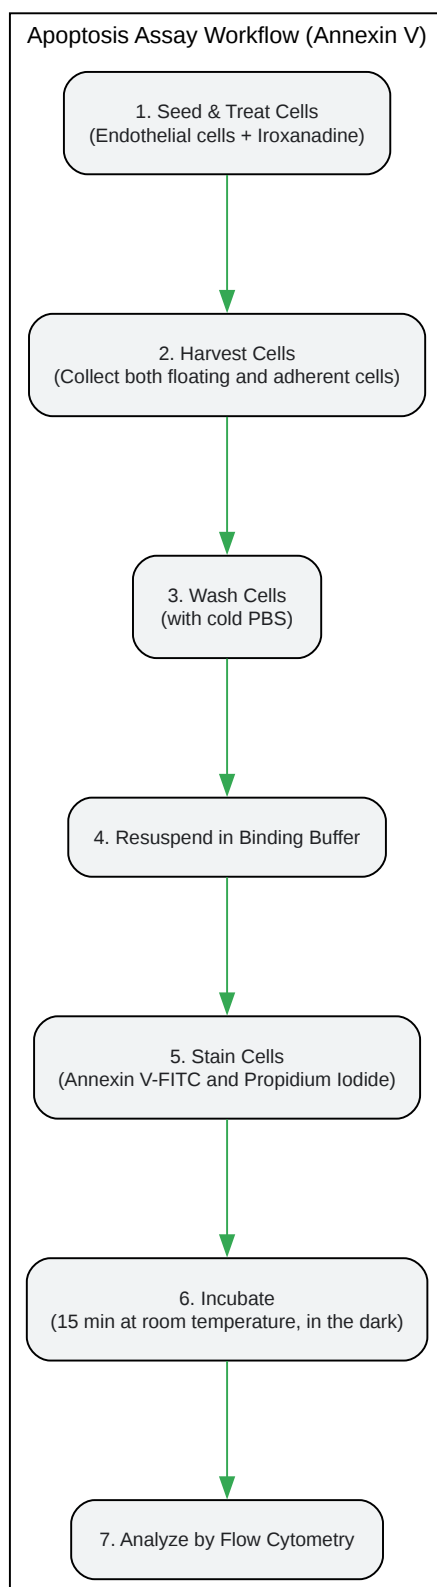 Apoptosis Assay Workflow (Annexin V)
1. Seed & Treat Cells
(Endothelial cells + Iroxanadine)
2. Harvest Cells
(Collect both floating and adherent cells)
3. Wash Cells
(with cold PBS)
4. Resuspend in Binding Buffer
5. Stain Cells
(Annexin V-FITC and Propidium Iodide)
6. Incubate
(15 min at room temperature, in the dark)
7. Analyze by Flow Cytometry